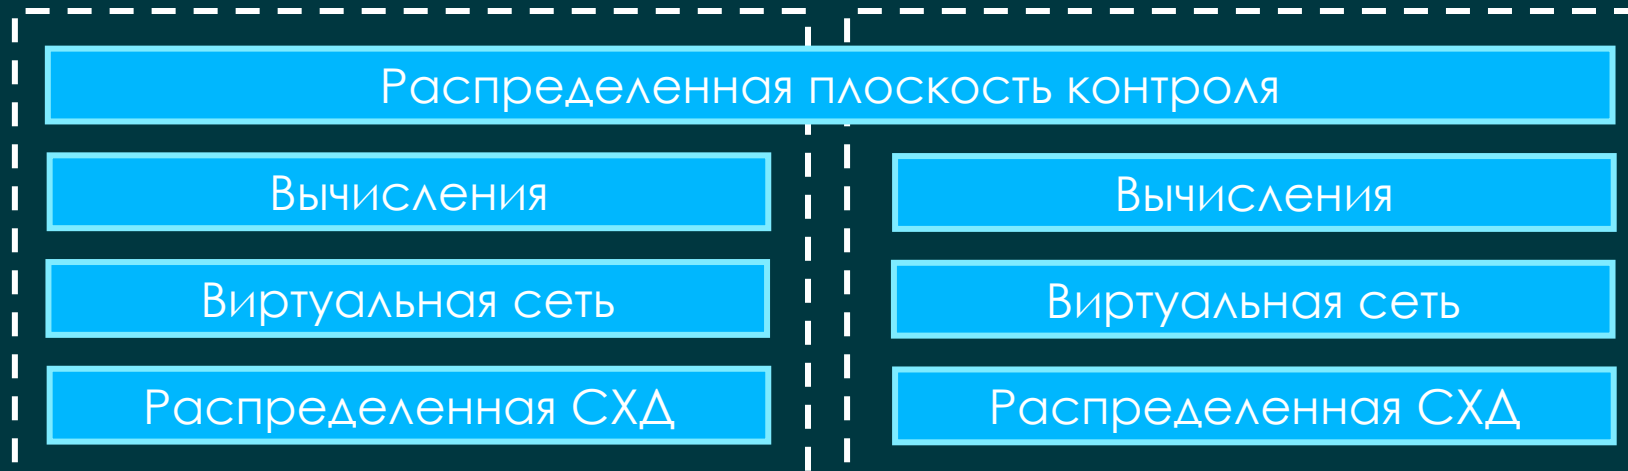 Распределенная плоскость контроля
Вычисления
Вычисления
Виртуальная сеть
Виртуальная сеть
Распределенная СХД
Распределенная СХД